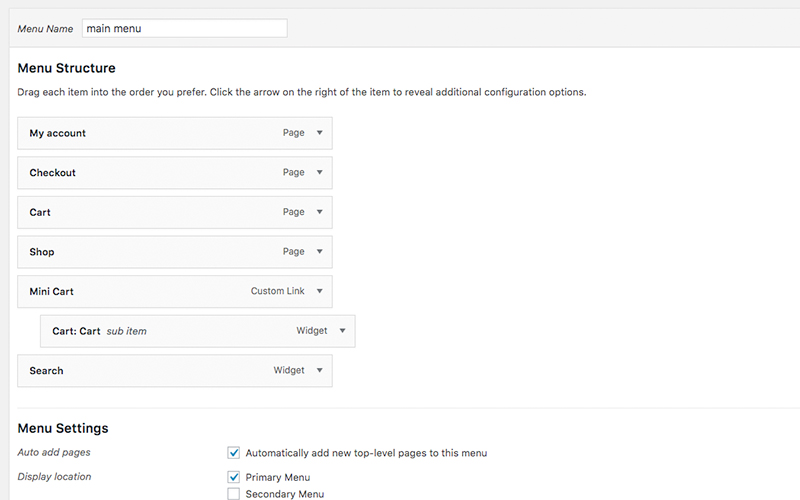 Menu Name main menu
Menu Structure
Drag each item into the order you prefer. Click the arrow on the right of the item to reveal additional configuration options.
My account Page
Checkout Page
Cart Page
Shop Page
Mini Cart Custom Link
Cart: Cart sub item Widget
Search Widget
Menu Settings
Auto add pages Automatically add new top-level pages to this menu
Display location Primary Menu
Secondary Menu